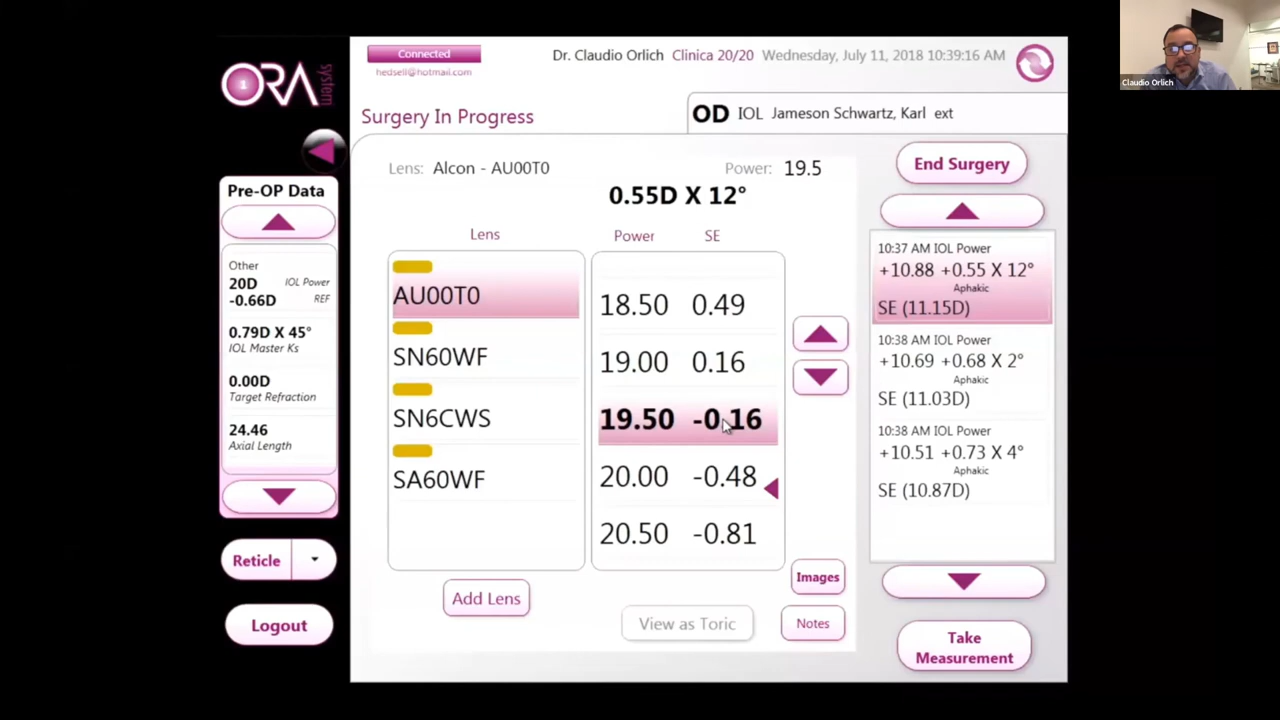 ORA system
Connected
hedsell@hotmail.com
Dr. Claudio Orlich Clinica 20/20 Wednesday, July 11, 2018 10:39:16 AM
Claudio Orlich
Surgery In Progress
OD IOL Jameson Schwartz, Karl ext
Lens: Alcon - AU00T0
Power: 19.5
0.55D X 12°
Pre-OP Data
Other
20D IOL Power
-0.66D REF
0.79D X 45°
IOL Master Ks
0.00D
Target Refraction
24.46
Axial Length
Reticle
Logout
Lens
AU00T0
SN60WF
SN6CWS
SA60WF
Add Lens
Power SE
18.50 0.49
19.00 0.16
19.50 -0.16
20.00 -0.48
20.50 -0.81
View as Toric
Images
Notes
End Surgery
10:37 AM IOL Power
+10.88 +0.55 X 12°
Aphakic
SE (11.15D)
10:38 AM IOL Power
+10.69 +0.68 X 2°
Aphakic
SE (11.03D)
10:38 AM IOL Power
+10.51 +0.73 X 4°
Aphakic
SE (10.87D)
Take
Measurement